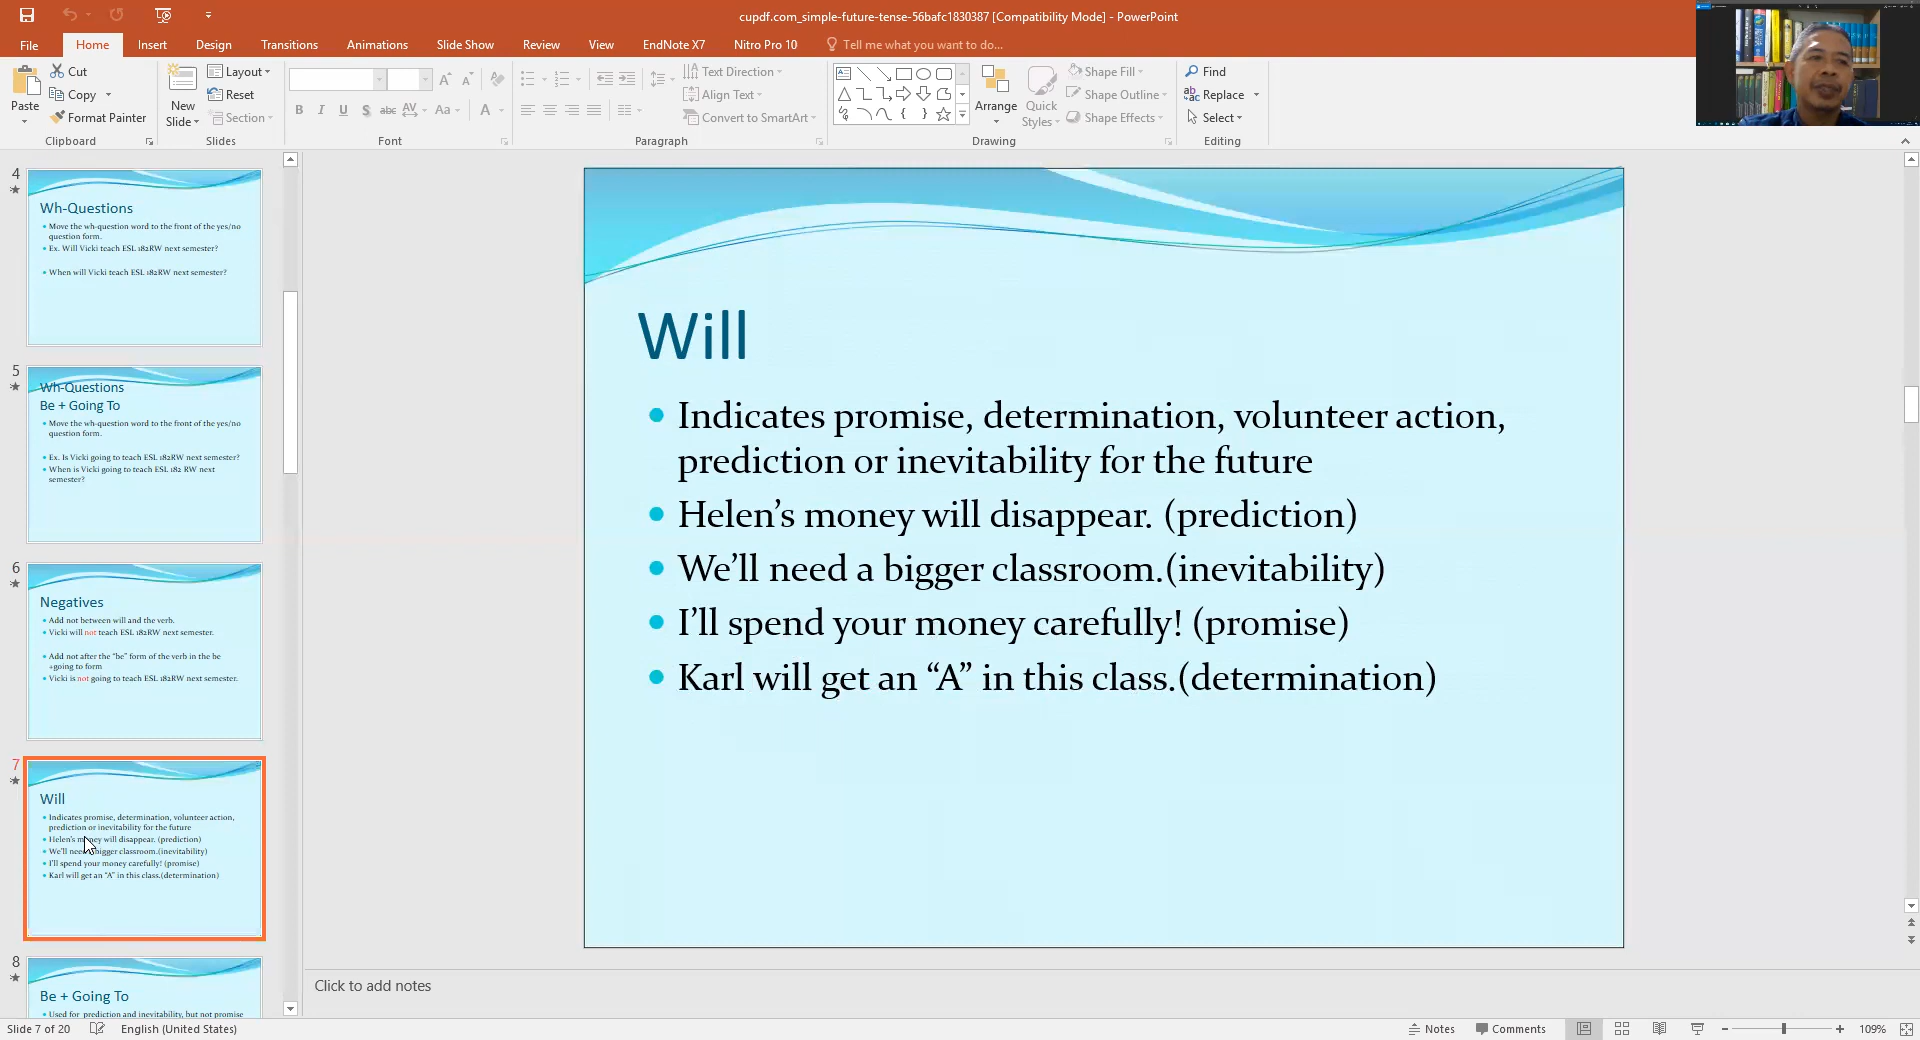 cupdf.com_simple-future-tense-56bafc1830387 [Compatibility Mode] - PowerPoint
File Home Insert Design Transitions Animations Slide Show Review View EndNote X7 Nitro Pro 10 Tell me what you want to do...
Paste
Cut
Copy
Format Painter
Clipboard
New
Slide
Layout
Reset
Section
Slides
B I U S abc AV Aa A
Font
Text Direction
Align Text
Convert to SmartArt
Paragraph
Arrange
Quick
Styles
Shape Fill
Shape Outline
Shape Effects
Drawing
Find
Replace
Select
Editing
4
Wh-Questions
Move the wh-question word to the front of the yes/no
question form.
Ex. Will Vicki teach ESL 182RW next semester?
When will Vicki teach ESL 182RW next semester?
5
Wh-Questions
Be + Going To
Move the wh-question word to the front of the yes/no
question form.
Ex. Is Vicki going to teach ESL 182RW next semester?
When is Vicki going to teach ESL 182 RW next
semester?
6
Negatives
Add not between will and the verb.
Vicki will not teach ESL 182RW next semester.
Add not after the "be" form of the verb in the be
+going to form
Vicki is not going to teach ESL 182RW next semester.
7
Will
Indicates promise, determination, volunteer action,
prediction or inevitability for the future
Helen's money will disappear. (prediction)
We'll need a bigger classroom.(inevitability)
I'll spend your money carefully! (promise)
Karl will get an "A" in this class.(determination)
8
Be + Going To
Used for prediction and inevitability, but not promise
Will
Indicates promise, determination, volunteer action,
prediction or inevitability for the future
Helen's money will disappear. (prediction)
We'll need a bigger classroom.(inevitability)
I'll spend your money carefully! (promise)
Karl will get an "A" in this class.(determination)
Click to add notes
Slide 7 of 20 English (United States) Notes Comments 109%